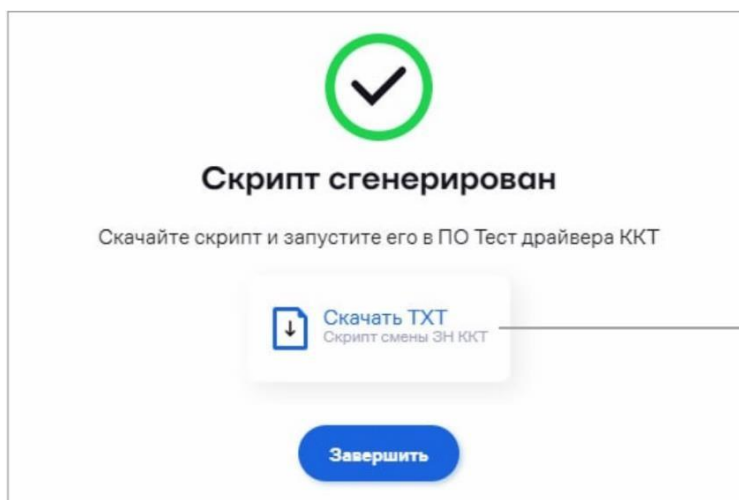 Скрипт сгенерирован
Скачайте скрипт и запустите его в ПО Тест драйвера ККТ
Скачать TXT
Скрипт смены ЗН ККТ
Завершить